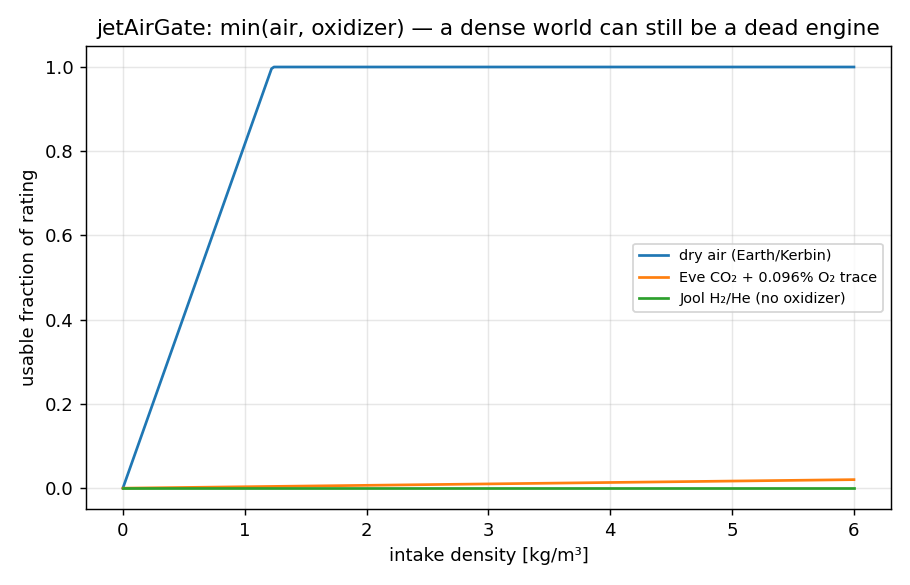 jetAirGate: min(air, oxidizer) — a dense world can still be a dead engine
usable fraction of rating
1.0
0.8
0.6
0.4
0.2
0.0
dry air (Earth/Kerbin)
Eve CO₂ + 0.096% O₂ trace
Jool H₂/He (no oxidizer)
0 1 2 3 4 5 6
intake density [kg/m³]